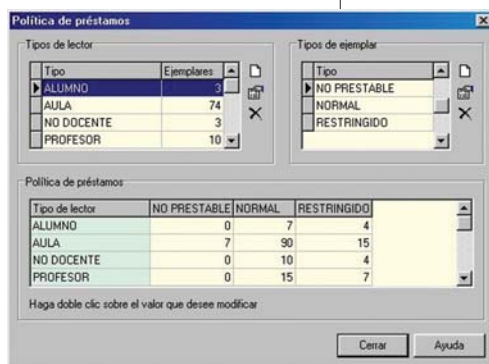 Política de préstamos
Tipos de lector
Tipo Ejemplares
ALUMNO 3
AULA 74
NO DOCENTE 3
PROFESOR 10
Tipos de ejemplar
Tipo
NO PRESTABLE
NORMAL
RESTRINGIDO
Política de préstamos
Tipo de lector NO PRESTABLE NORMAL RESTRINGIDO
ALUMNO 0 7 4
AULA 7 90 15
NO DOCENTE 0 10 4
PROFESOR 0 15 7
Haga doble clic sobre el valor que desee modificar
Cerrar Ayuda